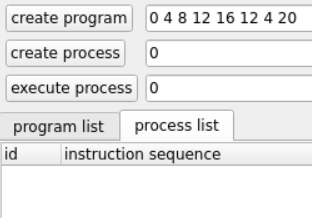 create program 0 4 8 12 16 12 4 20
create process 0
execute process 0
program list process list
id instruction sequence